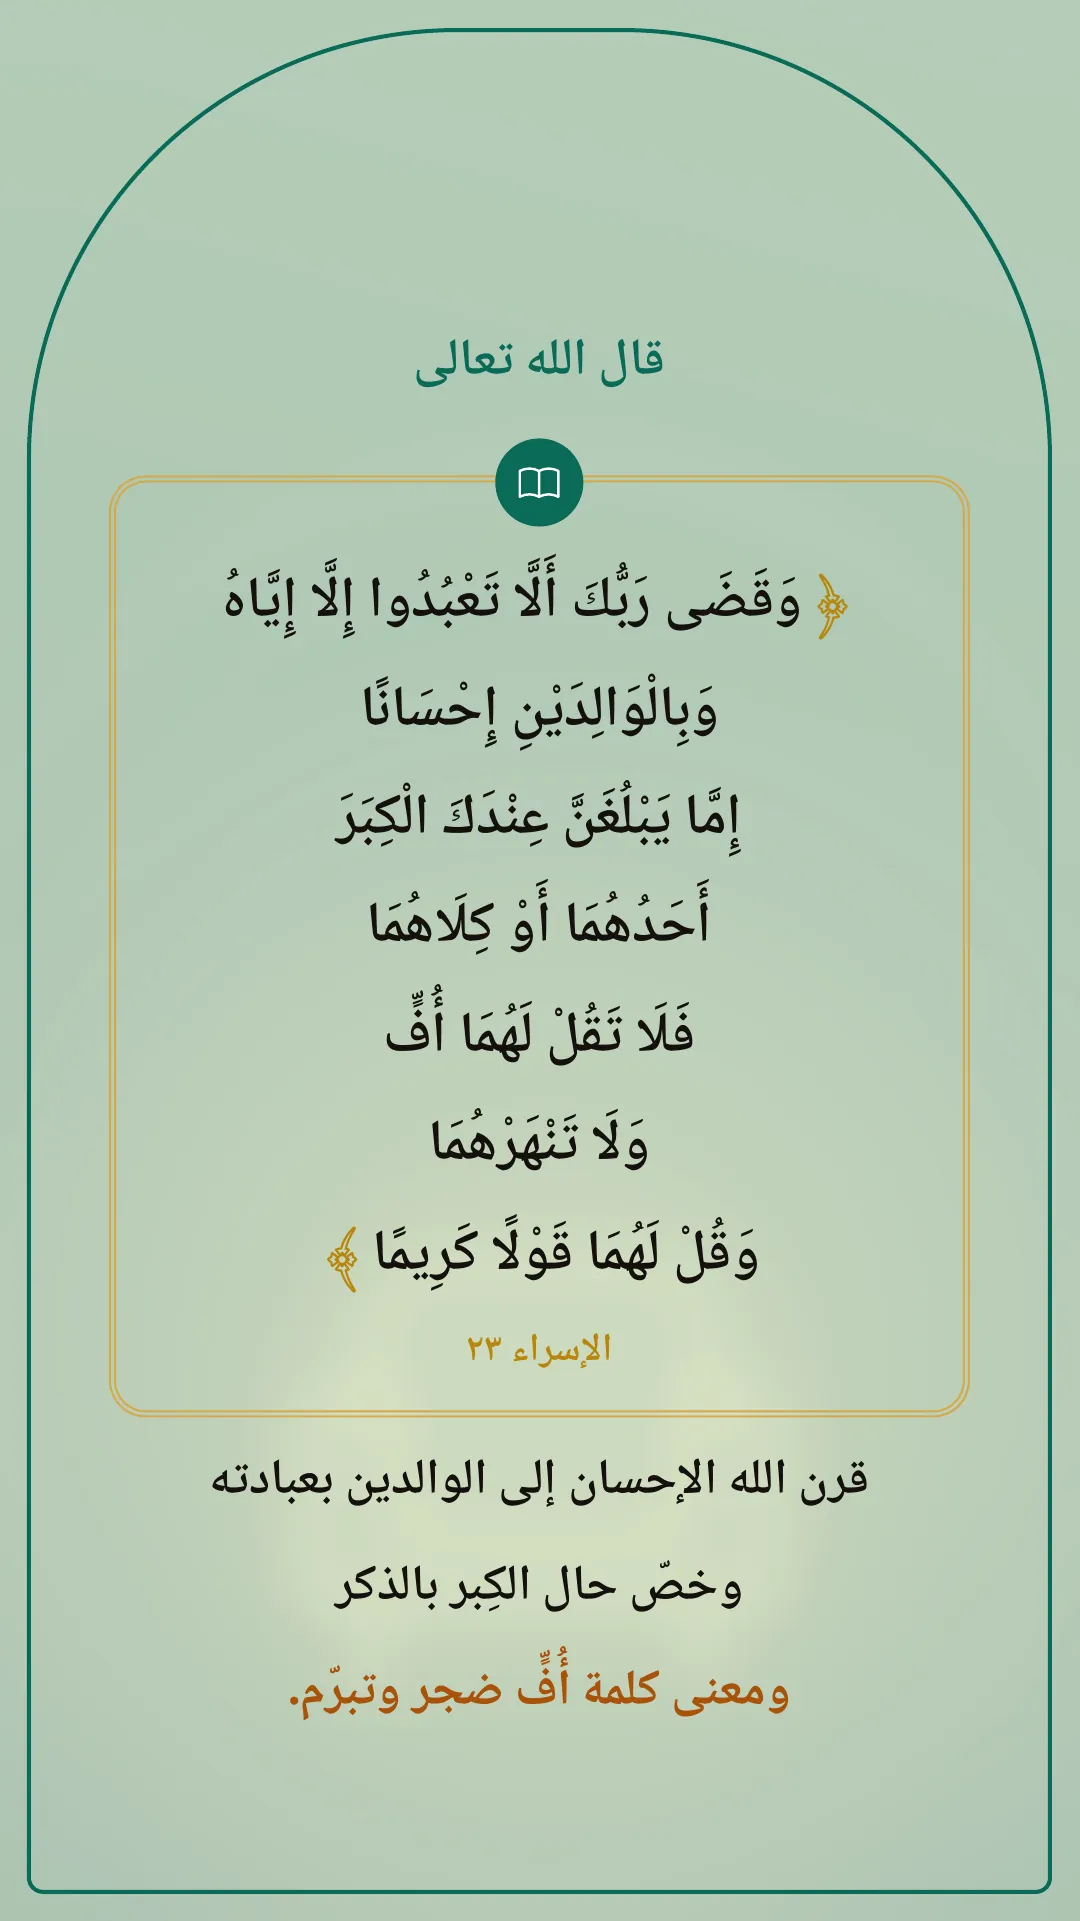 قال الله تعالى
﴿ وَقَضَى رَبُّكَ أَلَّا تَعْبُدُوا إِلَّا إِيَّاهُ
وَبِالْوَالِدَيْنِ إِحْسَانًا
إِمَّا يَبْلُغَنَّ عِنْدَكَ الْكِبَرَ
أَحَدُهُمَا أَوْ كِلَاهُمَا
فَلَا تَقُلْ لَهُمَا أُفٍّ
وَلَا تَنْهَرْهُمَا
وَقُلْ لَهُمَا قَوْلًا كَرِيمًا ﴾
الإسراء ٢٣
قرن الله الإحسان إلى الوالدين بعبادته
وخصّ حال الكِبر بالذكر
ومعنى كلمة أُفٍّ ضجر وتبرّم.